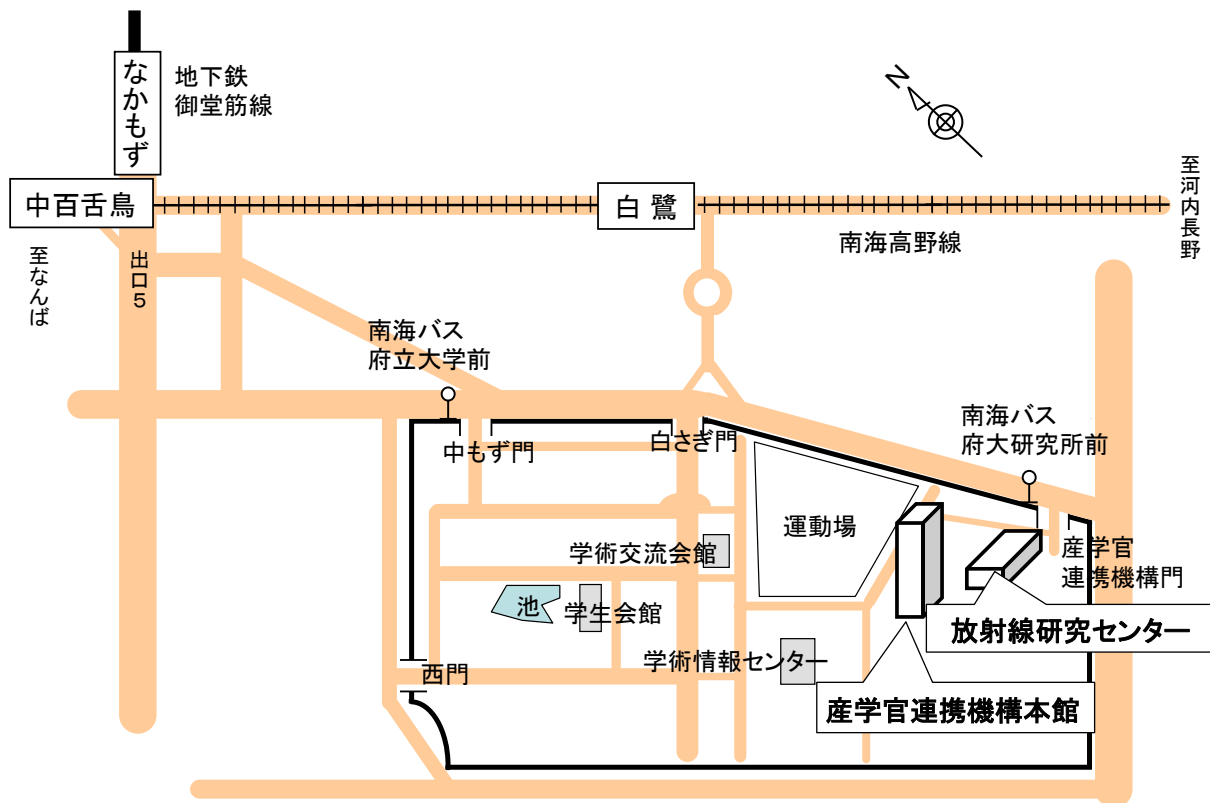 なかもず
地下鉄
御堂筋線
N
中百舌鳥
白鷺
至河内長野
南海高野線
至なんば
出口5
南海バス
府立大学前
南海バス
府大研究所前
中もず門
白さぎ門
運動場
学術交流会館
産学官
連携機構門
池
学生会館
放射線研究センター
学術情報センター
西門
産学官連携機構本館